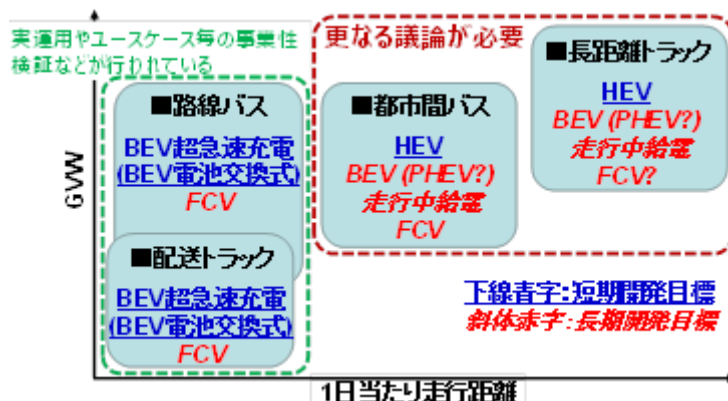 実運用やユースケース毎の事業性
検証などが行われている
更なる議論が必要
■長距離トラック
HEV
BEV (PHEV?)
走行中給電
FCV?
■路線バス
BEV超急速充電
(BEV電池交換式)
FCV
■都市間バス
HEV
BEV (PHEV?)
走行中給電
FCV
GVW
■配送トラック
BEV超急速充電
(BEV電池交換式)
FCV
下線青字:短期開発目標
斜体赤字:長期開発目標
1日当たり走行距離